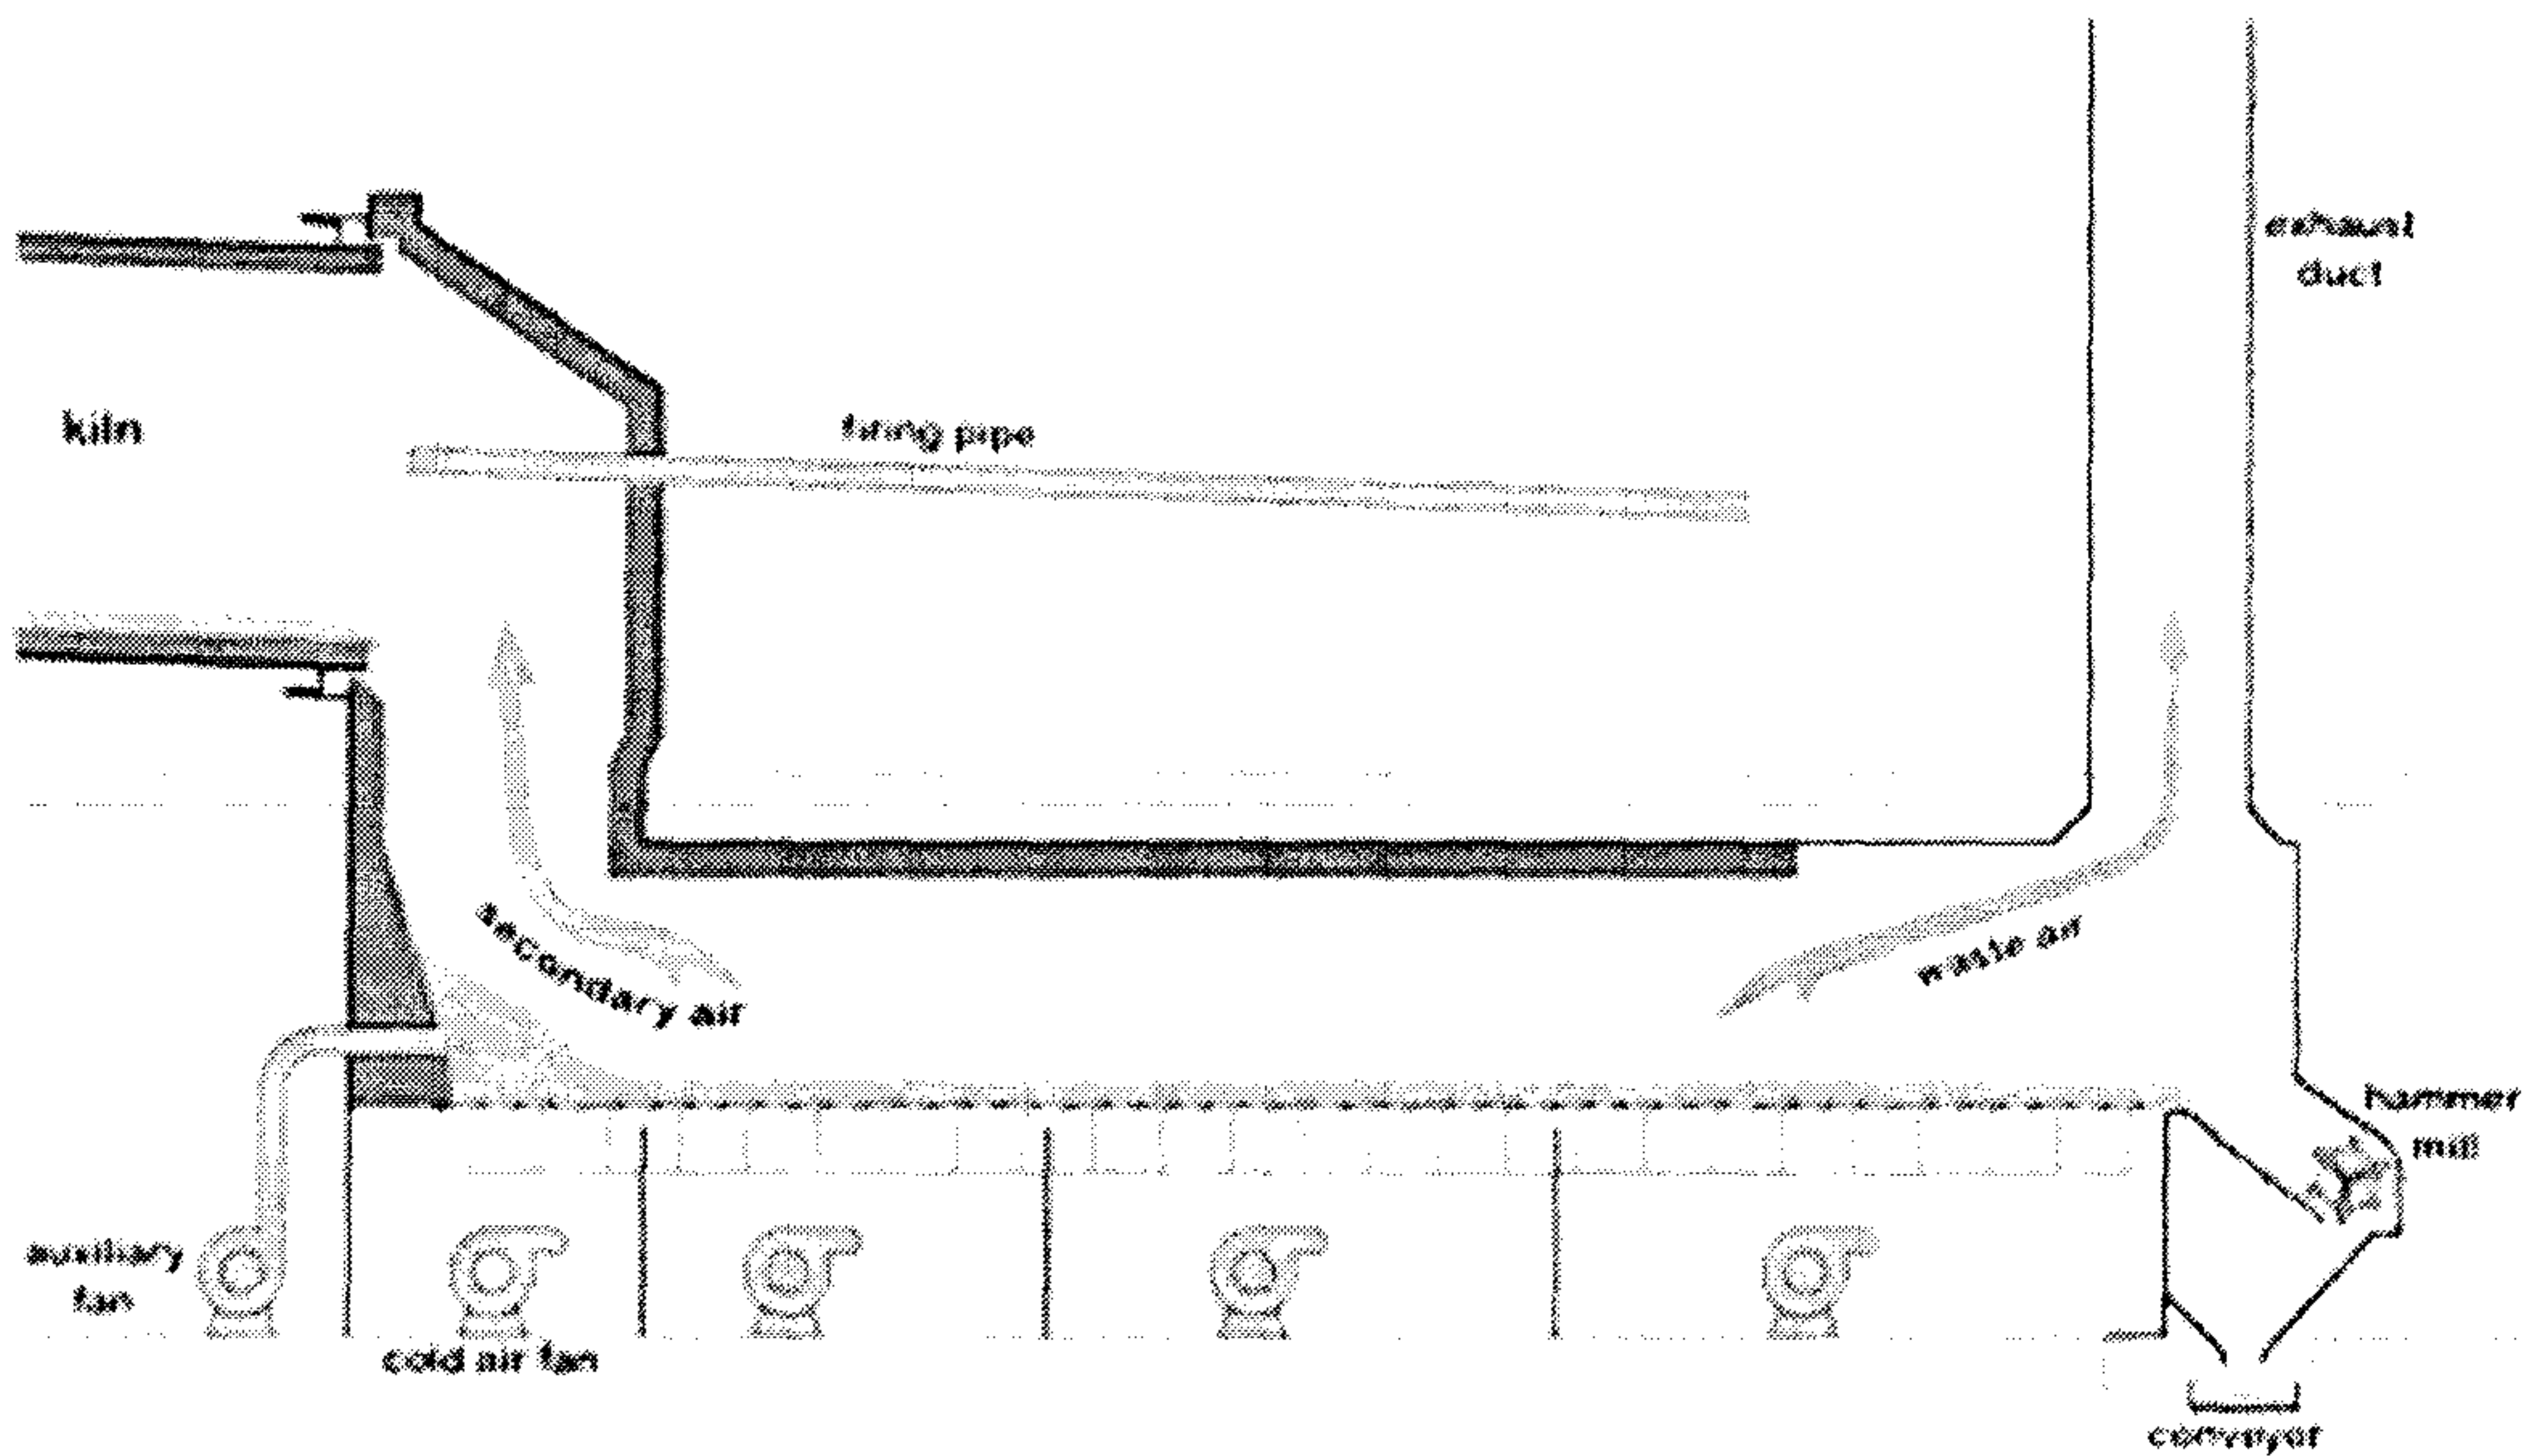 exhaust
duct
kiln
firing pipe
secondary air
waste air
hammer
mill
auxiliary
fan
cold air fan
conveyor